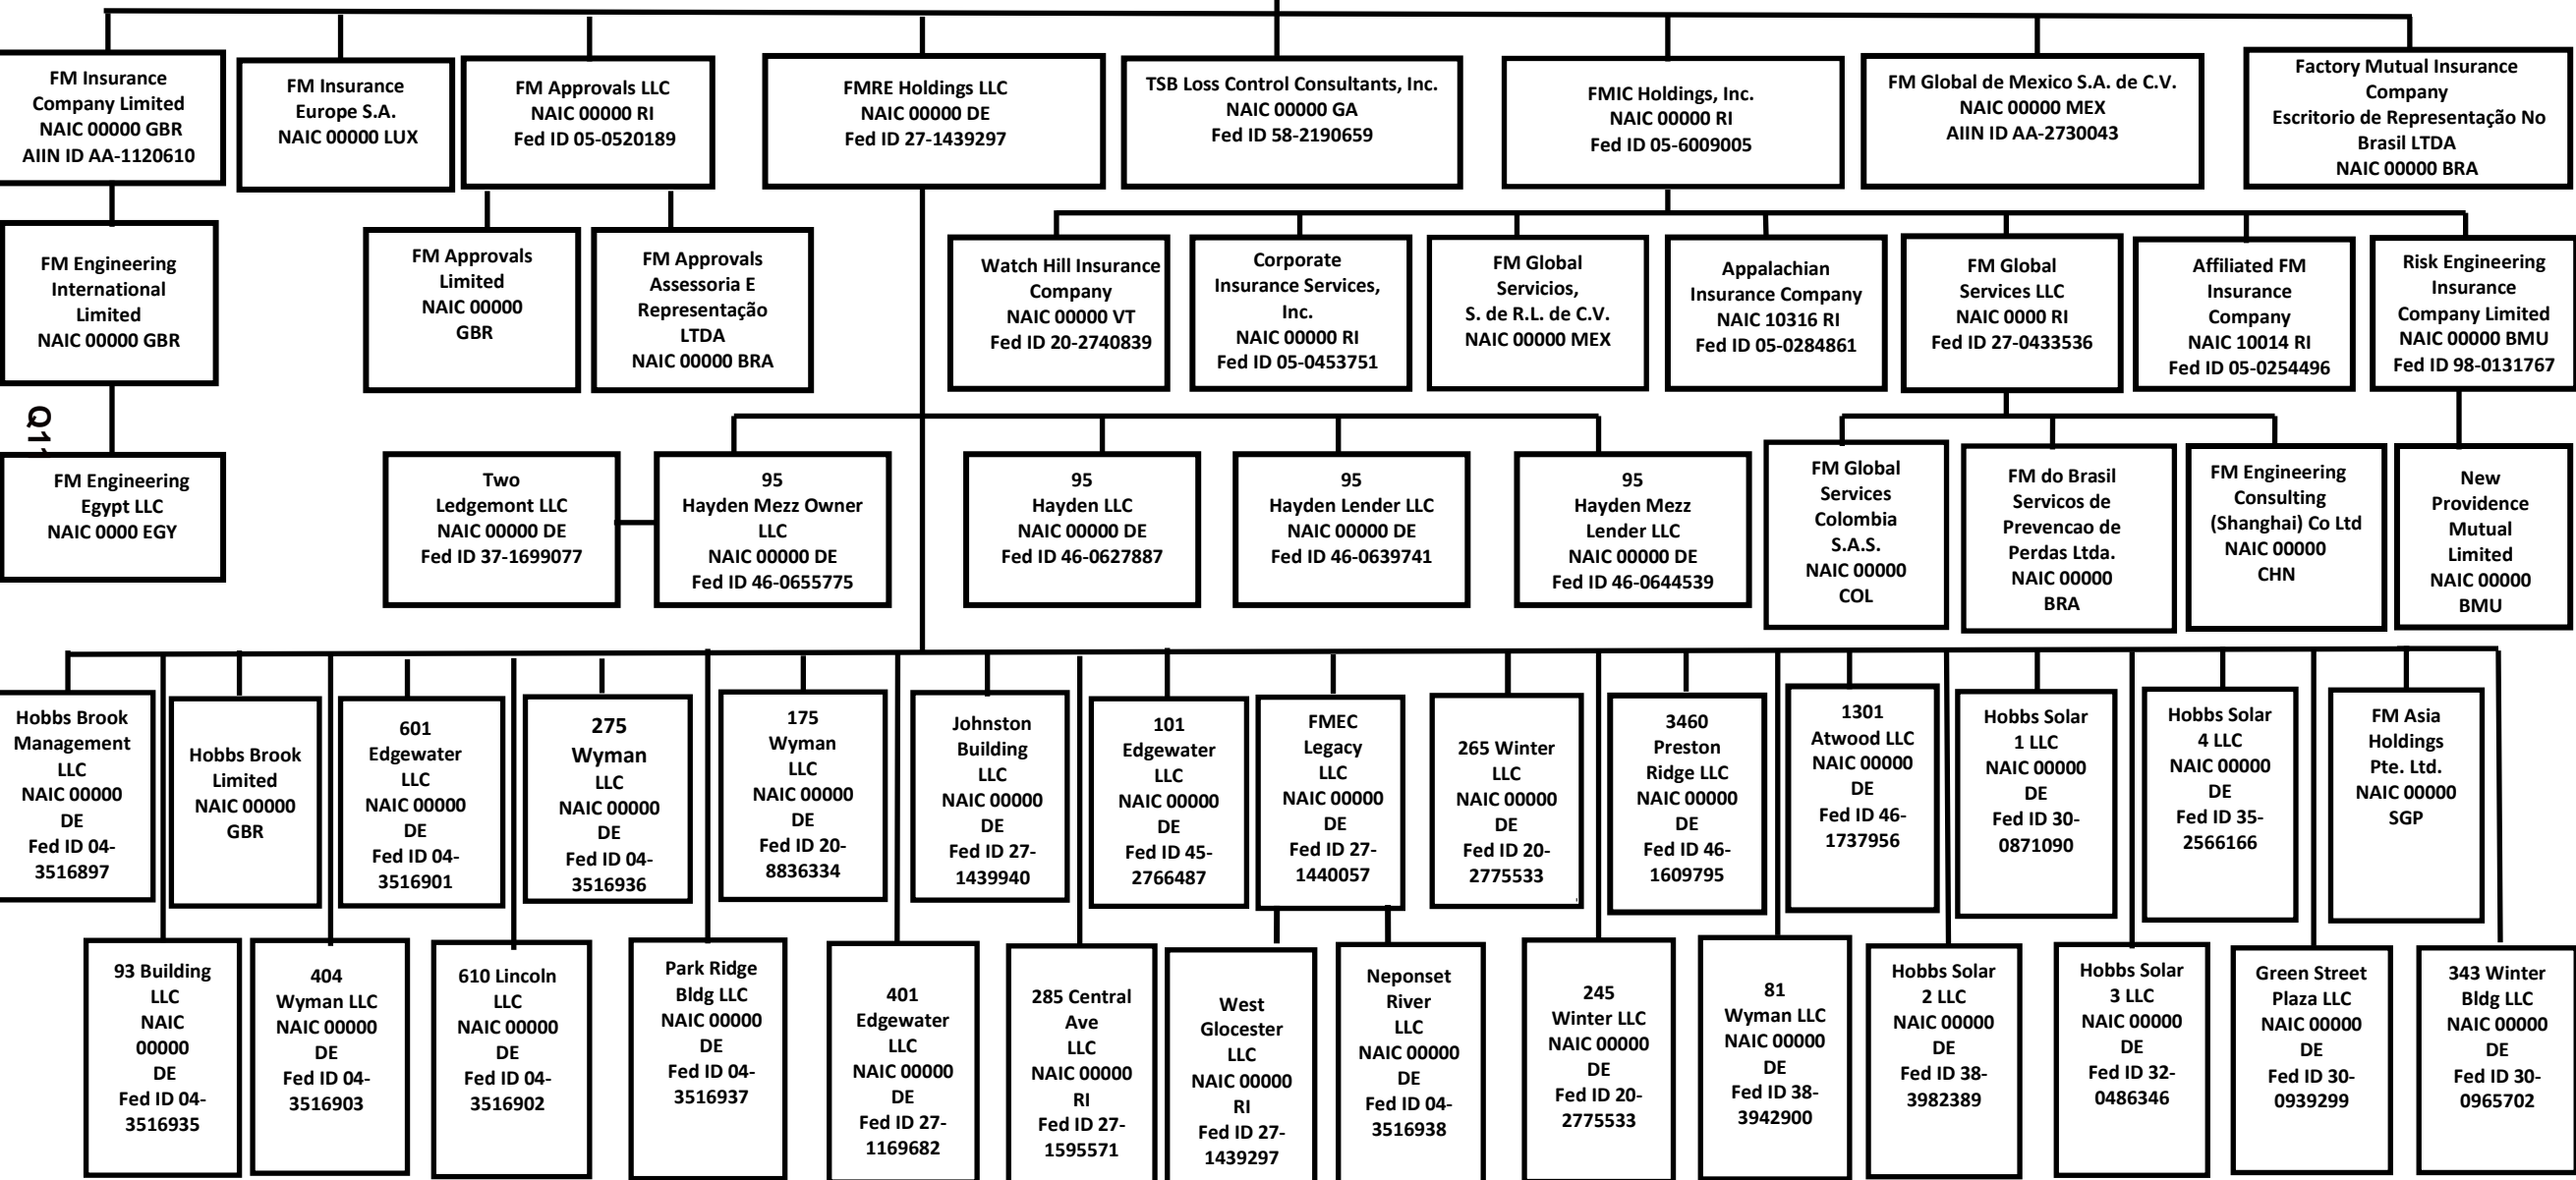 FM Insurance
Company Limited
NAIC 00000 GBR
AIIN ID AA-1120610
FM Insurance
Europe S.A.
NAIC 00000 LUX
FM Approvals LLC
NAIC 00000 RI
Fed ID 05-0520189
FMRE Holdings LLC
NAIC 00000 DE
Fed ID 27-1439297
TSB Loss Control Consultants, Inc.
NAIC 00000 GA
Fed ID 58-2190659
FMIC Holdings, Inc.
NAIC 00000 RI
Fed ID 05-6009005
FM Global de Mexico S.A. de C.V.
NAIC 00000 MEX
AIIN ID AA-2730043
Factory Mutual Insurance
Company
Escritorio de Representação No
Brasil LTDA
NAIC 00000 BRA
FM Engineering
International
Limited
NAIC 00000 GBR
FM Approvals
Limited
NAIC 00000
GBR
FM Approvals
Assessoria E
Representação
LTDA
NAIC 00000 BRA
Watch Hill Insurance
Company
NAIC 00000 VT
Fed ID 20-2740839
Corporate
Insurance Services,
Inc.
NAIC 00000 RI
Fed ID 05-0453751
FM Global
Servicios,
S. de R.L. de C.V.
NAIC 00000 MEX
Appalachian
Insurance Company
NAIC 10316 RI
Fed ID 05-0284861
FM Global
Services LLC
NAIC 0000 RI
Fed ID 27-0433536
Affiliated FM
Insurance
Company
NAIC 10014 RI
Fed ID 05-0254496
Risk Engineering
Insurance
Company Limited
NAIC 00000 BMU
Fed ID 98-0131767
FM Engineering
Egypt LLC
NAIC 0000 EGY
Two
Ledgemont LLC
NAIC 00000 DE
Fed ID 37-1699077
95
Hayden Mezz Owner
LLC
NAIC 00000 DE
Fed ID 46-0655775
95
Hayden LLC
NAIC 00000 DE
Fed ID 46-0627887
95
Hayden Lender LLC
NAIC 00000 DE
Fed ID 46-0639741
95
Hayden Mezz
Lender LLC
NAIC 00000 DE
Fed ID 46-0644539
FM Global
Services
Colombia
S.A.S.
NAIC 00000
COL
FM do Brasil
Servicos de
Prevencao de
Perdas Ltda.
NAIC 00000
BRA
FM Engineering
Consulting
(Shanghai) Co Ltd
NAIC 00000
CHN
New
Providence
Mutual
Limited
NAIC 00000
BMU
Hobbs Brook
Management
LLC
NAIC 00000
DE
Fed ID 04-
3516897
Hobbs Brook
Limited
NAIC 00000
GBR
601
Edgewater
LLC
NAIC 00000
DE
Fed ID 04-
3516901
275
Wyman
LLC
NAIC 00000
DE
Fed ID 04-
3516936
175
Wyman
LLC
NAIC 00000
DE
Fed ID 20-
8836334
Johnston
Building
LLC
NAIC 00000
DE
Fed ID 27-
1439940
101
Edgewater
LLC
NAIC 00000
DE
Fed ID 45-
2766487
FMEC
Legacy
LLC
NAIC 00000
DE
Fed ID 27-
1440057
265 Winter
LLC
NAIC 00000
DE
Fed ID 20-
2775533
3460
Preston
Ridge LLC
NAIC 00000
DE
Fed ID 46-
1609795
1301
Atwood LLC
NAIC 00000
DE
Fed ID 46-
1737956
Hobbs Solar
1 LLC
NAIC 00000
DE
Fed ID 30-
0871090
Hobbs Solar
4 LLC
NAIC 00000
DE
Fed ID 35-
2566166
FM Asia
Holdings
Pte. Ltd.
NAIC 00000
SGP
93 Building
LLC
NAIC
00000
DE
Fed ID 04-
3516935
404
Wyman LLC
NAIC 00000
DE
Fed ID 04-
3516903
610 Lincoln
LLC
NAIC 00000
DE
Fed ID 04-
3516902
Park Ridge
Bldg LLC
NAIC 00000
DE
Fed ID 04-
3516937
401
Edgewater
LLC
NAIC 00000
DE
Fed ID 27-
1169682
285 Central
Ave
LLC
NAIC 00000
RI
Fed ID 27-
1595571
West
Glocester
LLC
NAIC 00000
RI
Fed ID 27-
1439297
Neponset
River
LLC
NAIC 00000
DE
Fed ID 04-
3516938
245
Winter LLC
NAIC 00000
DE
Fed ID 20-
2775533
81
Wyman LLC
NAIC 00000
DE
Fed ID 38-
3942900
Hobbs Solar
2 LLC
NAIC 00000
DE
Fed ID 38-
3982389
Hobbs Solar
3 LLC
NAIC 00000
DE
Fed ID 32-
0486346
Green Street
Plaza LLC
NAIC 00000
DE
Fed ID 30-
0939299
343 Winter
Bldg LLC
NAIC 00000
DE
Fed ID 30-
0965702